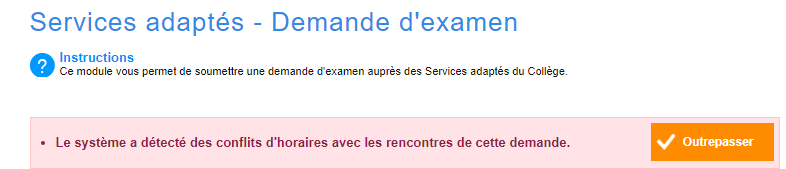 Services adaptés - Demande d'examen
?
Instructions
Ce module vous permet de soumettre une demande d'examen auprès des Services adaptés du Collège.
• Le système a détecté des conflits d'horaires avec les rencontres de cette demande.
Outrepasser